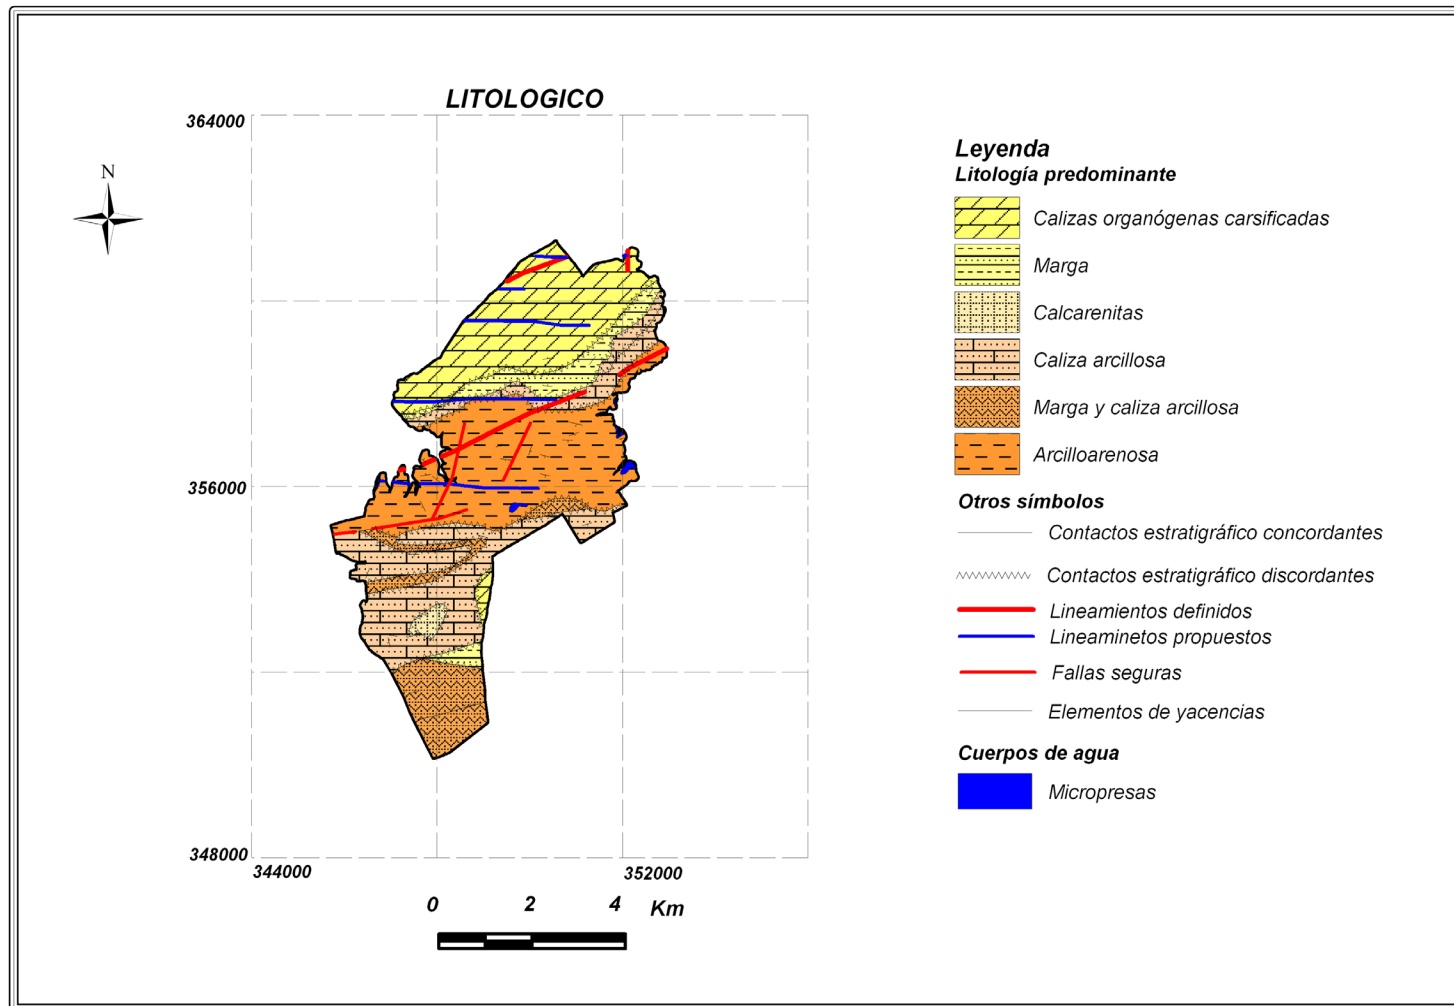 LITOLOGICO
364000
N
356000
348000
344000
352000
0 2 4 Km
Leyenda
Litología predominante
Calizas organógenas carsificadas
Marga
Calcarenitas
Caliza arcillosa
Marga y caliza arcillosa
Arcilloarenosa
Otros símbolos
Contactos estratigráfico concordantes
Contactos estratigráfico discordantes
Lineamientos definidos
Lineaminetos propuestos
Fallas seguras
Elementos de yacencias
Cuerpos de agua
Micropresas